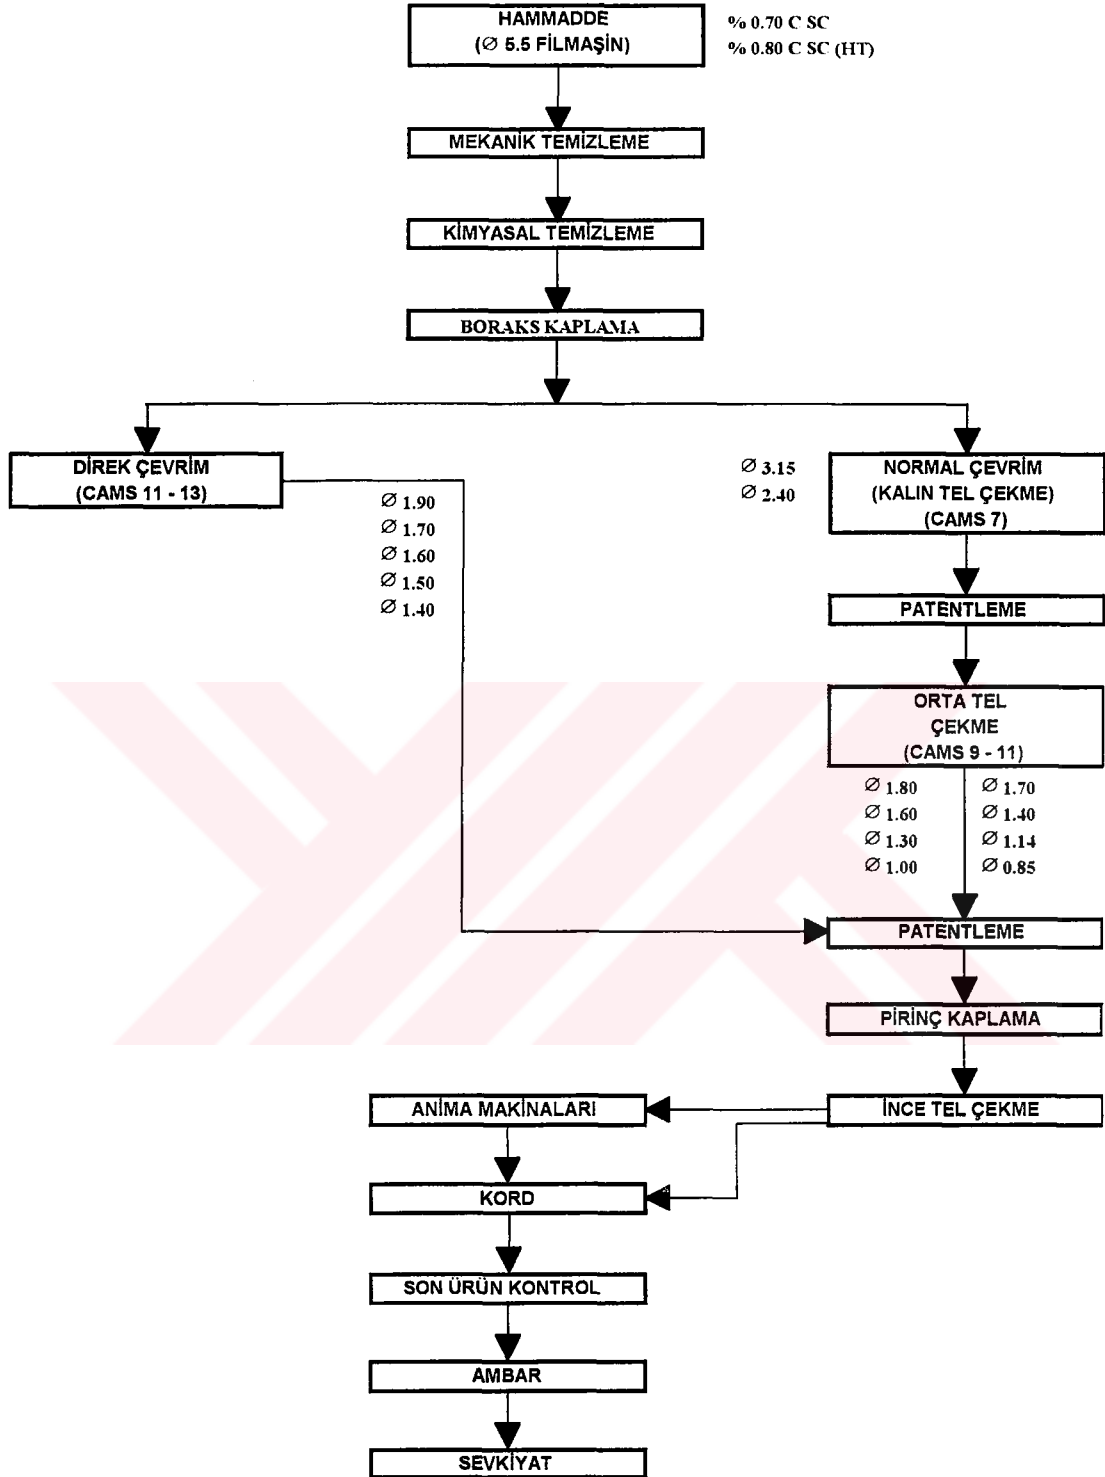 HAMMADDE
(Ø 5.5 FİLMAŞİN)
% 0.70 C SC
% 0.80 C SC (HT)
MEKANİK TEMİZLEME
KİMYASAL TEMİZLEME
BORAKS KAPLAMA
DİREK ÇEVRİM
(CAMS 11 - 13)
Ø 1.90
Ø 1.70
Ø 1.60
Ø 1.50
Ø 1.40
Ø 3.15
Ø 2.40
NORMAL ÇEVRİM
(KALIN TEL ÇEKME)
(CAMS 7)
PATENTLEME
ORTA TEL
ÇEKME
(CAMS 9 - 11)
Ø 1.80 Ø 1.70
Ø 1.60 Ø 1.40
Ø 1.30 Ø 1.14
Ø 1.00 Ø 0.85
PATENTLEME
PİRİNÇ KAPLAMA
İNCE TEL ÇEKME
ANİMA MAKİNALARI
KORD
SON ÜRÜN KONTROL
AMBAR
SEVKİYAT